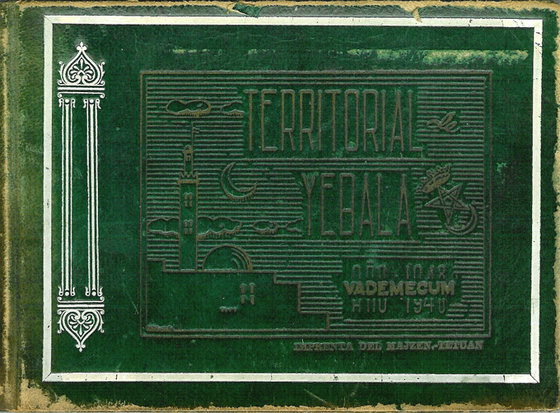 TERRITORIAL
YEBALA
VADEMECUM
IMPRENTA DEL MAJZEN.-TETUAN